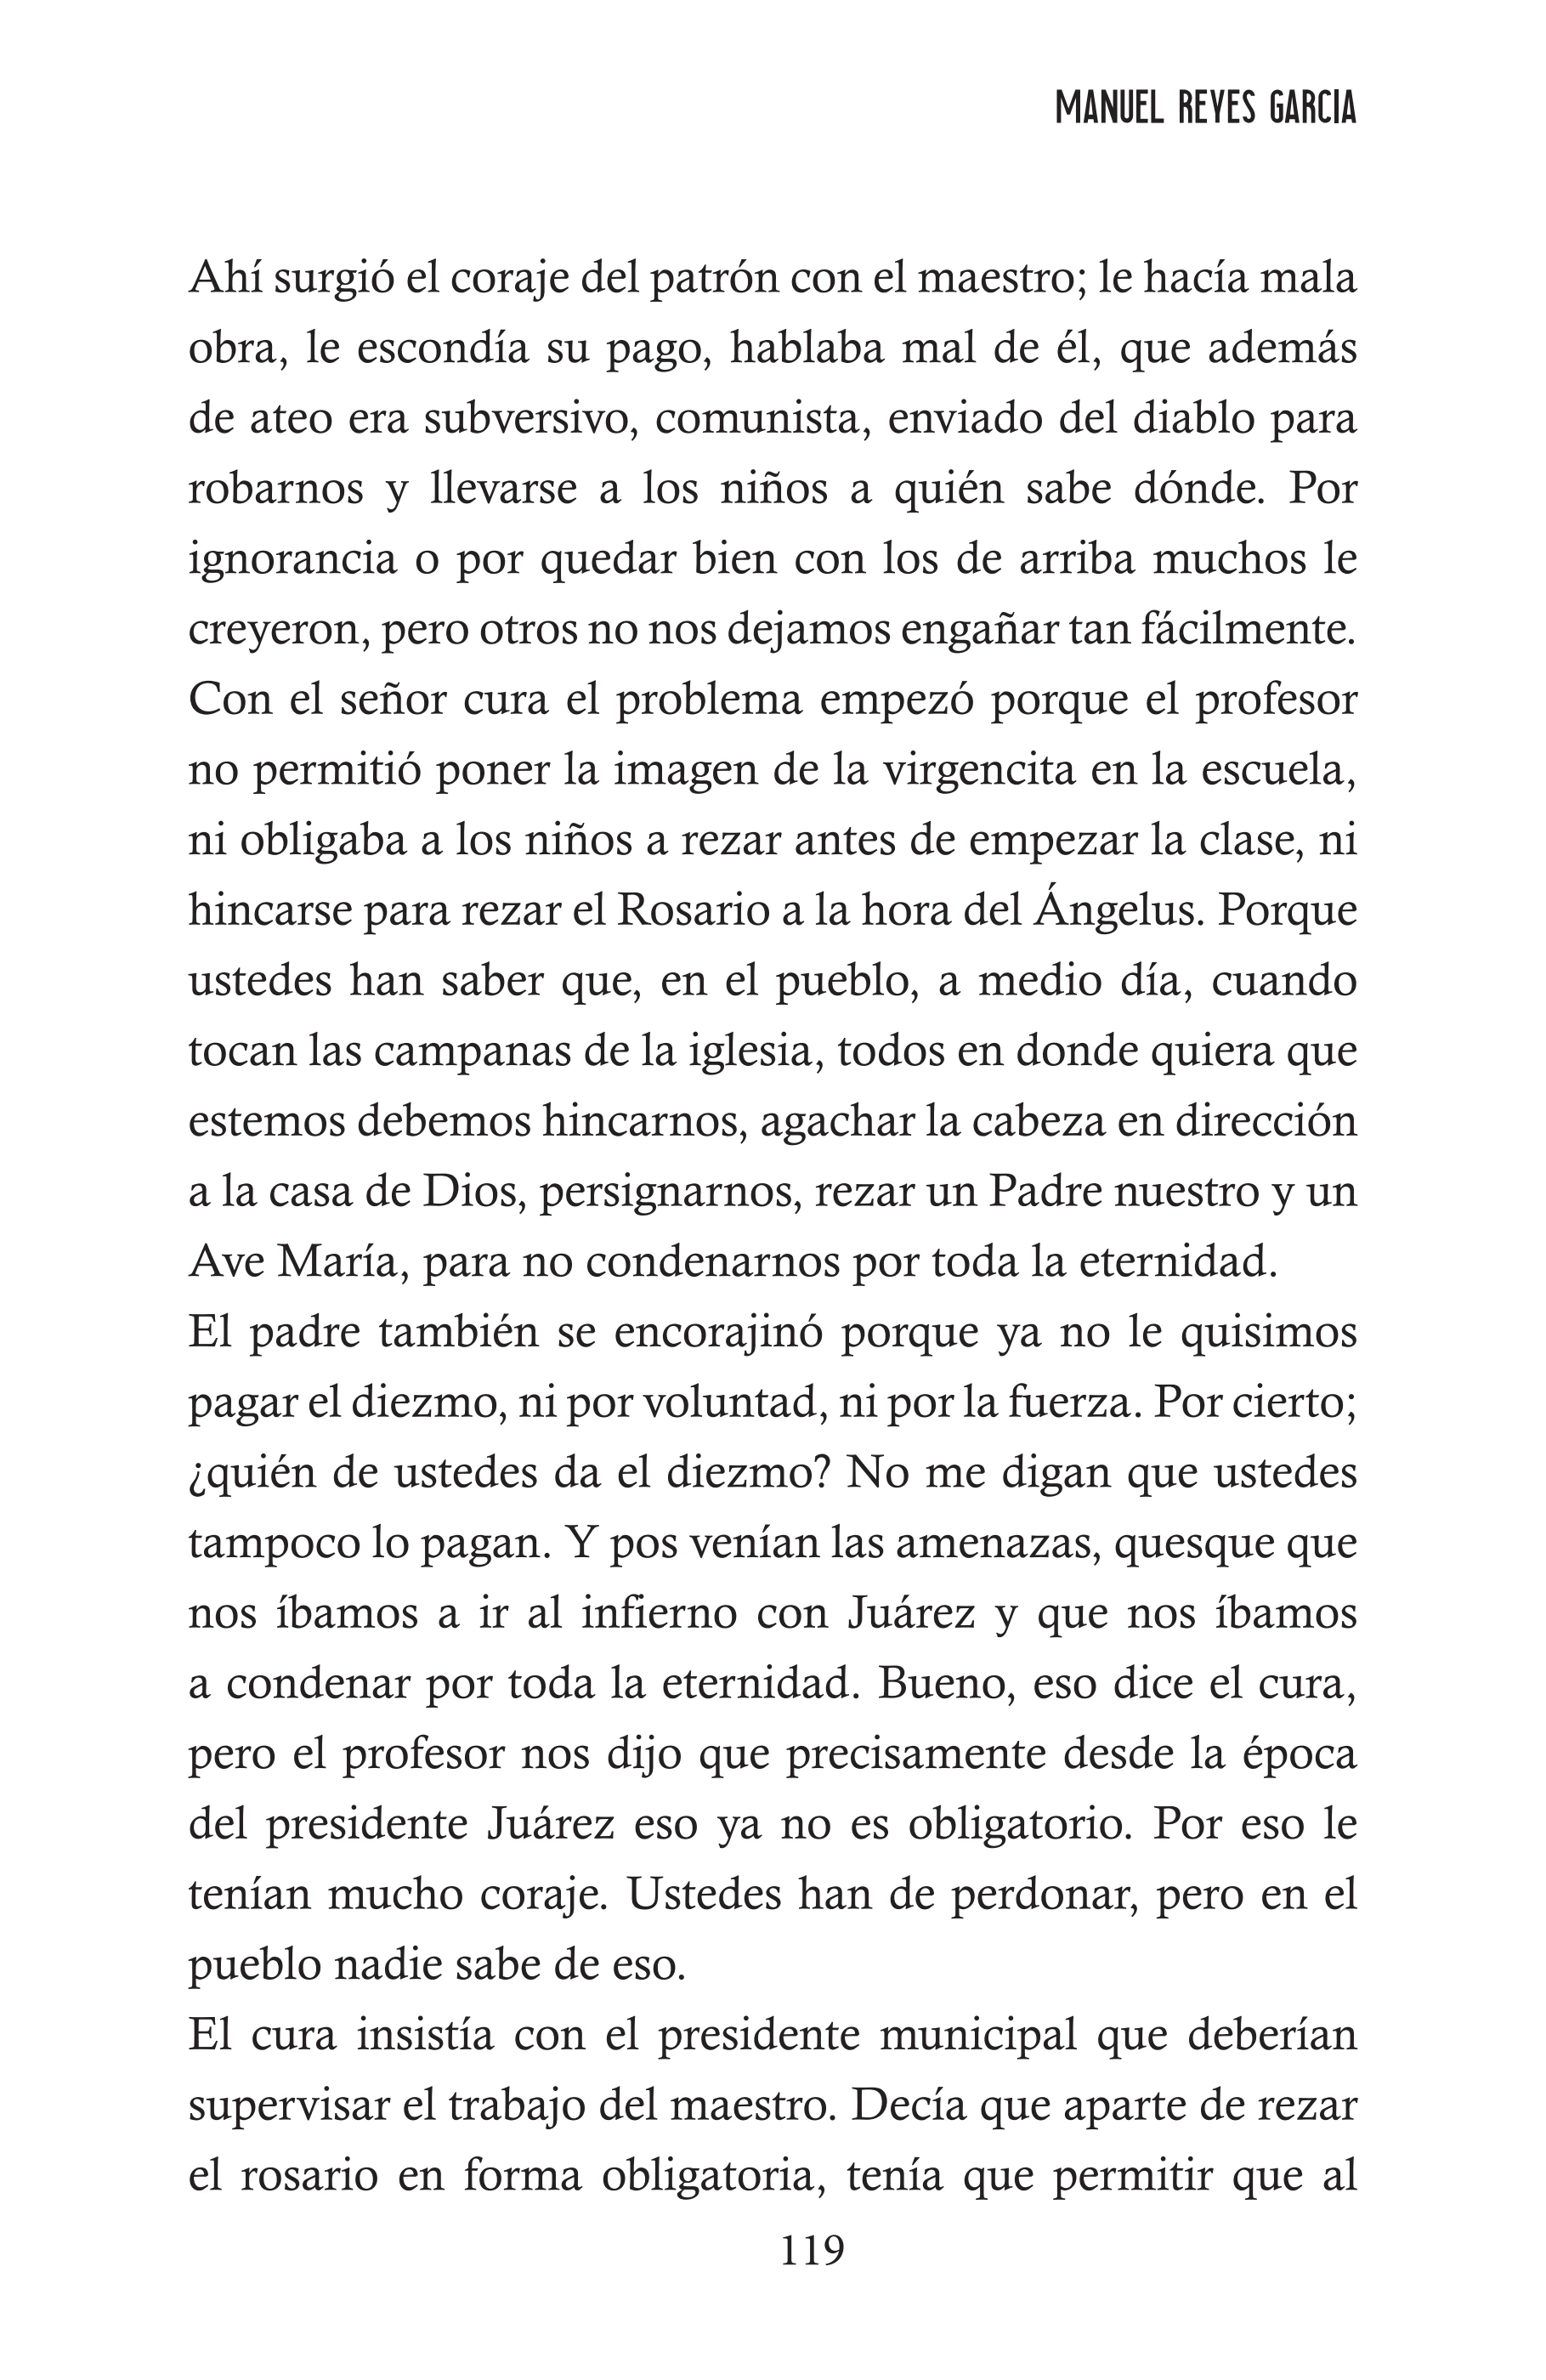 MANUEL REYES GARCIA
Ahí surgió el coraje del patrón con el maestro; le hacía mala
obra, le escondía su pago, hablaba mal de él, que además
de ateo era subversivo, comunista, enviado del diablo para
robarnos y llevarse a los niños a quién sabe dónde. Por
ignorancia o por quedar bien con los de arriba muchos le
creyeron, pero otros no nos dejamos engañar tan fácilmente.
Con el señor cura el problema empezó porque el profesor
no permitió poner la imagen de la virgencita en la escuela,
ni obligaba a los niños a rezar antes de empezar la clase, ni
hincarse para rezar el Rosario a la hora del Ángelus. Porque
ustedes han saber que, en el pueblo, a medio día, cuando
tocan las campanas de la iglesia, todos en donde quiera que
estemos debemos hincarnos, agachar la cabeza en dirección
a la casa de Dios, persignarnos, rezar un Padre nuestro y un
Ave María, para no condenarnos por toda la eternidad.
El padre también se encorajinó porque ya no le quisimos
pagar el diezmo, ni por voluntad, ni por la fuerza. Por cierto;
¿quién de ustedes da el diezmo? No me digan que ustedes
tampoco lo pagan. Y pos venían las amenazas, quesque que
nos íbamos a ir al infierno con Juárez y que nos íbamos
a condenar por toda la eternidad. Bueno, eso dice el cura,
pero el profesor nos dijo que precisamente desde la época
del presidente Juárez eso ya no es obligatorio. Por eso le
tenían mucho coraje. Ustedes han de perdonar, pero en el
pueblo nadie sabe de eso.
El cura insistía con el presidente municipal que deberían
supervisar el trabajo del maestro. Decía que aparte de rezar
el rosario en forma obligatoria, tenía que permitir que al
119